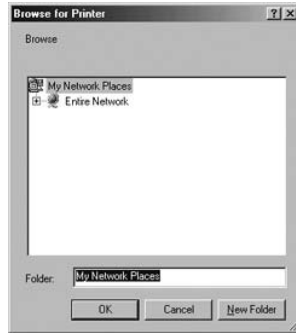 Browse for Printer
Browse
My Network Places
Entire Network
Folder: My Network Places
OK Cancel New Folder